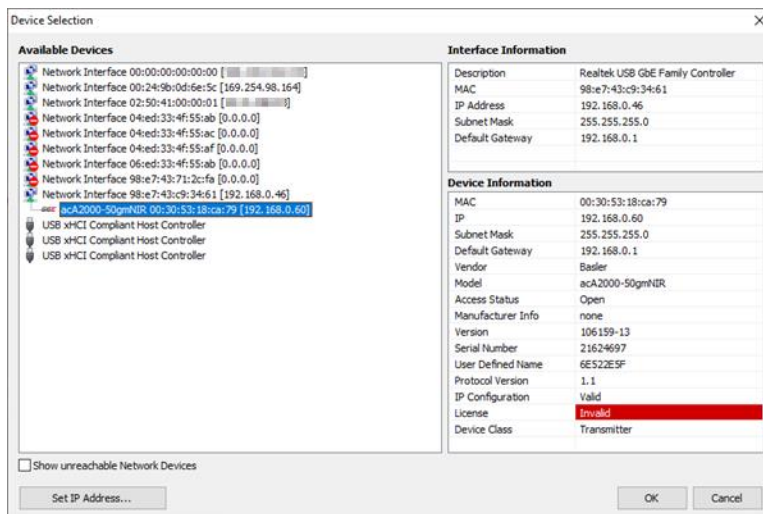 Device Selection
Available Devices
Network Interface 00:00:00:00:00:00 [
Network Interface 00:24:9b:0d:6e:5c [169.254.98.164]
Network Interface 02:50:41:00:00:01 [
Network Interface 04:ed:33:4f:55:ab [0.0.0.0]
Network Interface 04:ed:33:4f:55:ac [0.0.0.0]
Network Interface 04:ed:33:4f:55:af [0.0.0.0]
Network Interface 06:ed:33:4f:55:ab [0.0.0.0]
Network Interface 98:e7:43:71:2c:fa [0.0.0.0]
Network Interface 98:e7:43:c9:34:61 [192.168.0.46]
acA2000-50gmNIR 00:30:53:18:ca:79 [192.168.0.60]
USB xHCI Compliant Host Controller
USB xHCI Compliant Host Controller
USB xHCI Compliant Host Controller
Show unreachable Network Devices
Set IP Address...
Interface Information
Description Realtek USB GbE Family Controller
MAC 98:e7:43:c9:34:61
IP Address 192.168.0.46
Subnet Mask 255.255.255.0
Default Gateway 192.168.0.1
Device Information
MAC 00:30:53:18:ca:79
IP 192.168.0.60
Subnet Mask 255.255.255.0
Default Gateway 192.168.0.1
Vendor Basler
Model acA2000-50gmNIR
Access Status Open
Manufacturer Info none
Version 106159-13
Serial Number 21624697
User Defined Name 6E522E5F
Protocol Version 1.1
IP Configuration Valid
License Invalid
Device Class Transmitter
OK Cancel